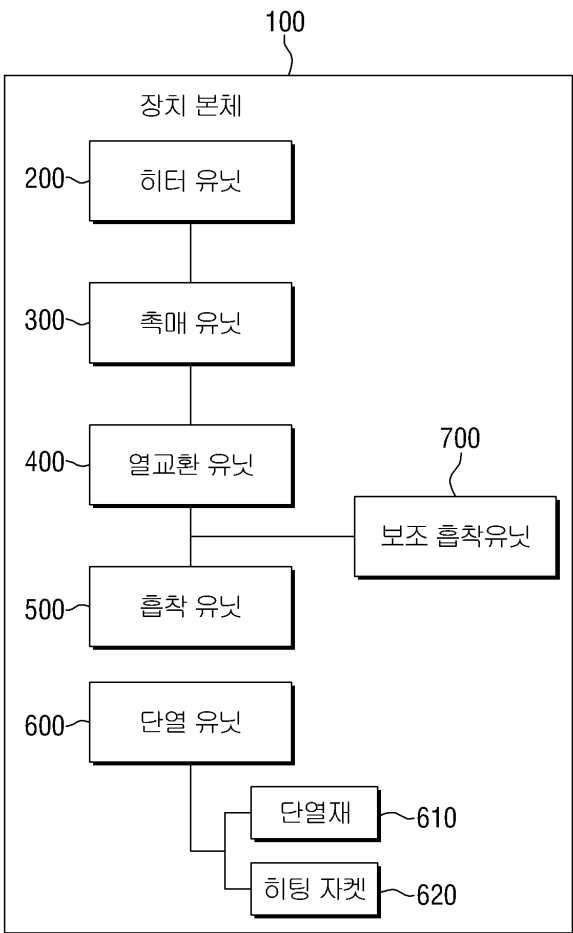 100
장치 본체
200 히터 유닛
300 촉매 유닛
400 열교환 유닛
700
보조 흡착유닛
500 흡착 유닛
600 단열 유닛
단열재 610
히팅 자켓 620